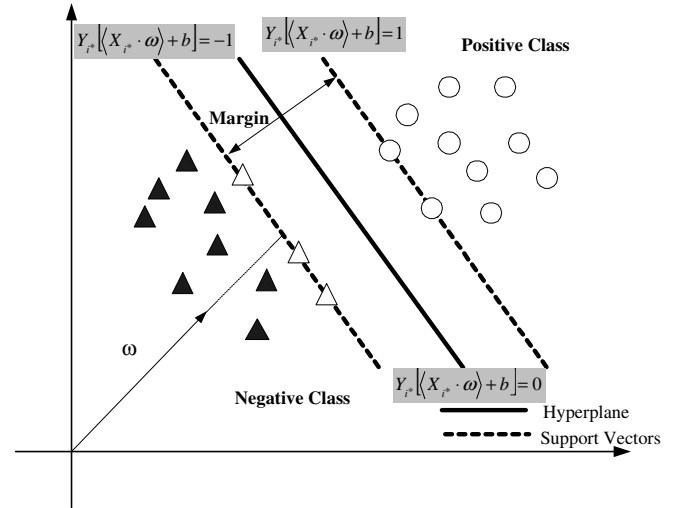 Y_{i*}[⟨X_{i*} · ω⟩ + b] = −1
Y_{i*}[⟨X_{i*} · ω⟩ + b] = 1
Positive Class
Margin
ω
Negative Class
Y_{i*}[⟨X_{i*} · ω⟩ + b] = 0
Hyperplane
Support Vectors